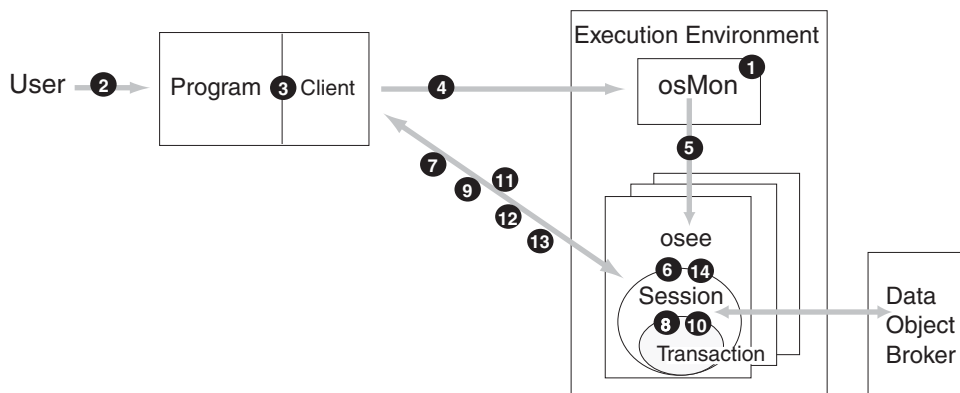 Execution Environment
1
osMon
User
2
Program
3
Client
4
5
7
9
11
12
13
osee
6
14
Session
8
10
Transaction
Data
Object
Broker